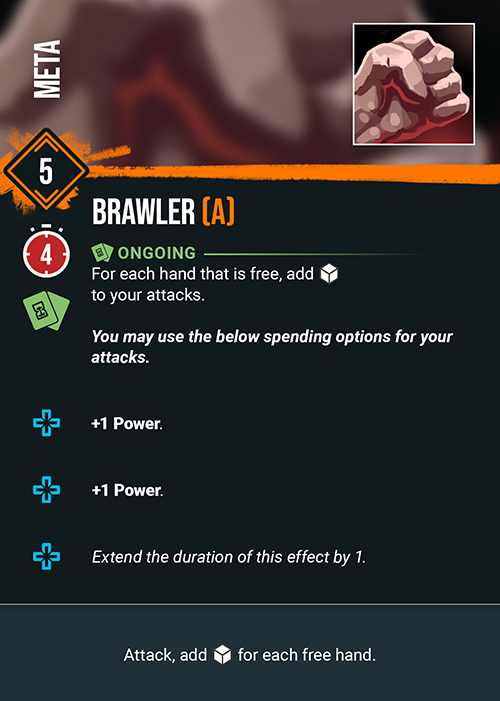 META
5
BRAWLER (A)
4
ONGOING
For each hand that is free, add
to your attacks.
You may use the below spending options for your
attacks.
+1 Power.
+1 Power.
Extend the duration of this effect by 1.
Attack, add for each free hand.